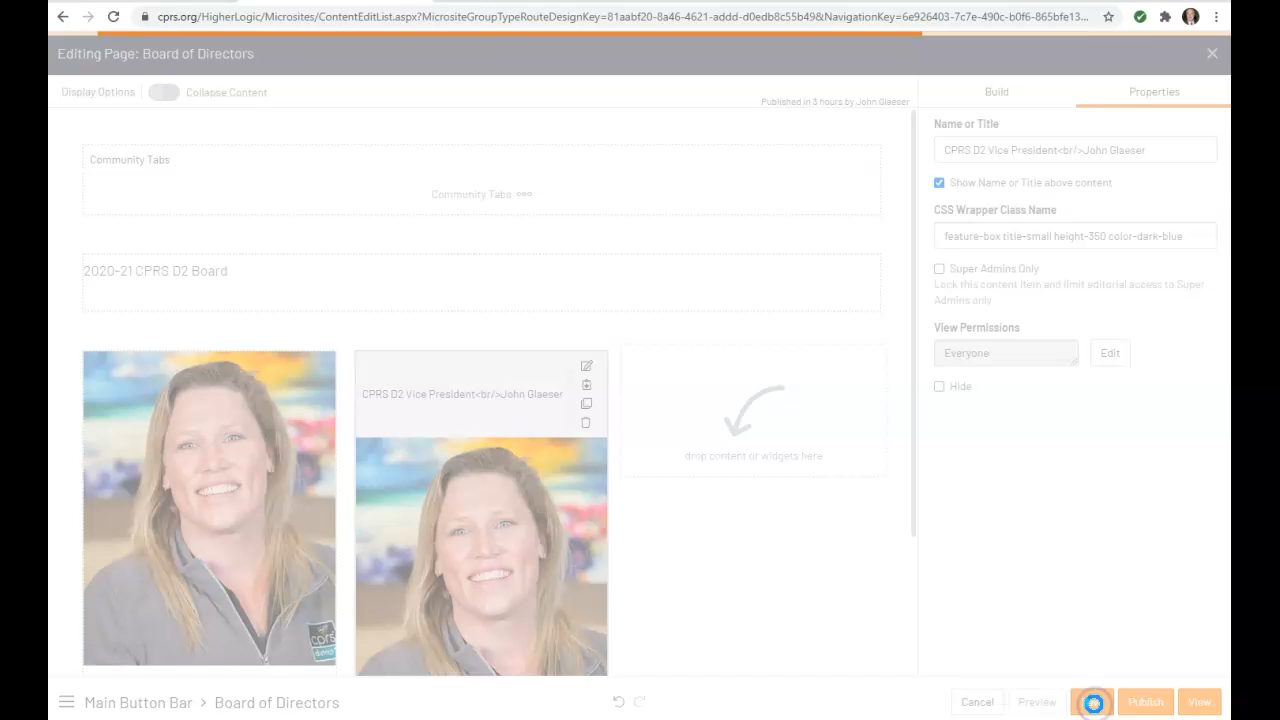 cprs.org/HigherLogic/Microsites/ContentEditList.aspx?MicrositeGroupTypeRouteDesignKey=81aabf20-8a46-4621-addd-d0edb8c55b49&NavigationKey=6e926403-7c7e-490c-b0f6-865bfe13...
Editing Page: Board of Directors
Display Options
Collapse Content
Published in 3 hours by John Glaeser
Build
Properties
Community Tabs
Community Tabs
2020-21 CPRS D2 Board
CPRS D2 Vice President<br/>John Glaeser
drop content or widgets here
cprs
Name or Title
CPRS D2 Vice President<br/>John Glaeser
Show Name or Title above content
CSS Wrapper Class Name
feature-box title-small height-350 color-dark-blue
Super Admins Only
Lock this content item and limit editorial access to Super
Admins only
View Permissions
Everyone
Edit
Hide
Main Button Bar > Board of Directors
Cancel
Preview
Publish
View